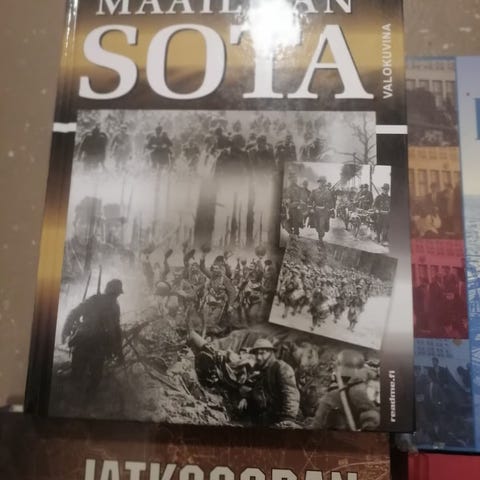 MAAILMAN
SOTA
VALOKUVINA
readme.fi
JATKOSODAN